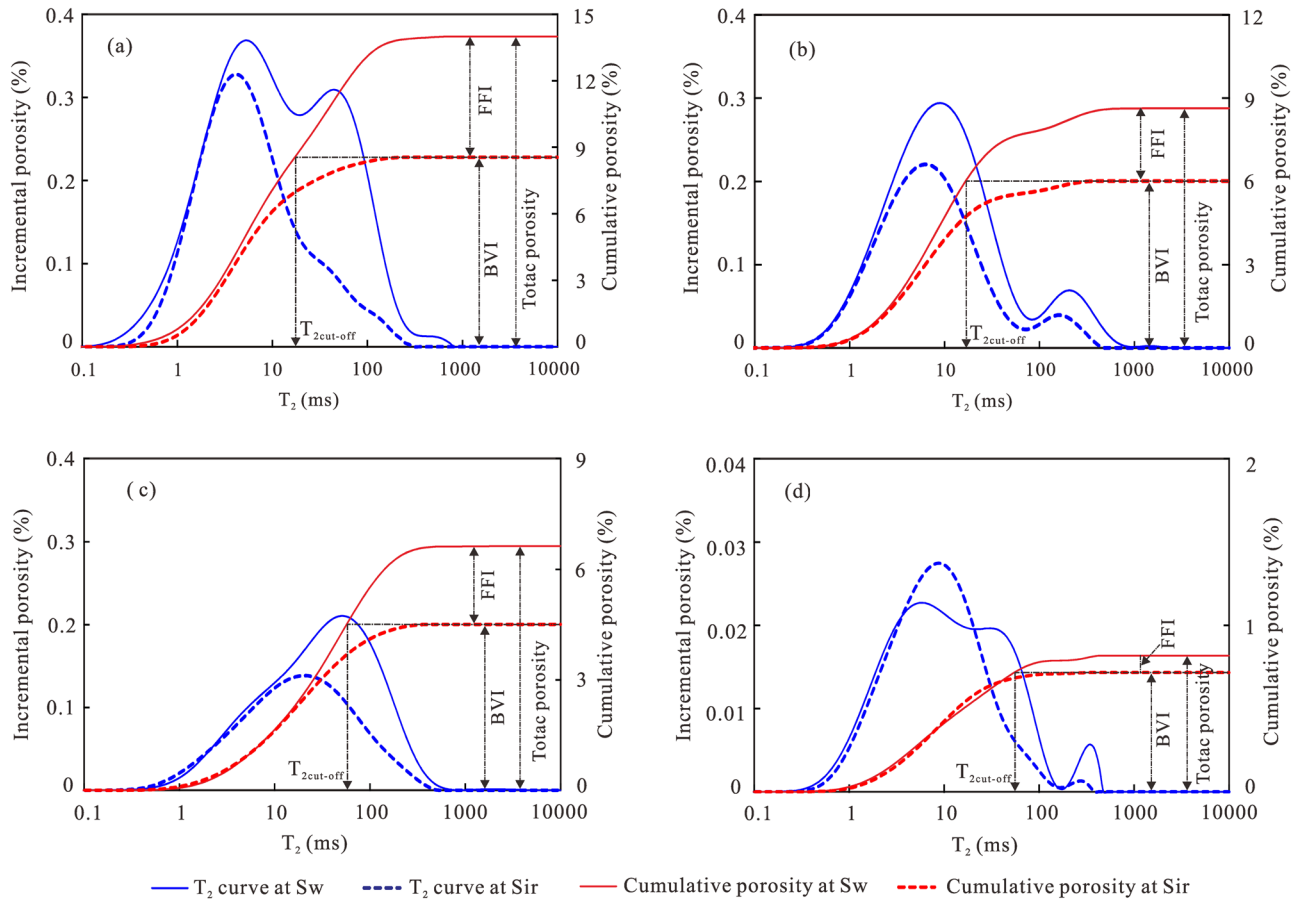 0.4
0.3
0.2
0.1
0
Incremental porosity (%)
(a)
15
12
9
6
3
0
Cumulative porosity (%)
FFI
BVI
Totac porosity
T2cut-off
0.1 1 10 100 1000 10000
T2 (ms)
0.4
0.3
0.2
0.1
0
Incremental porosity (%)
(b)
12
9
6
3
0
Cumulative porosity (%)
FFI
BVI
Totac porosity
T2cut-off
0.1 1 10 100 1000 10000
T2 (ms)
0.4
0.3
0.2
0.1
0
Incremental porosity (%)
( c)
9
6
3
0
Cumulative porosity (%)
FFI
BVI
Totac porosity
T2cut-off
0.1 1 10 100 1000 10000
T2 (ms)
0.04
0.03
0.02
0.01
0
Incremental porosity (%)
(d)
2
1
0
Cumulative porosity (%)
FFI
BVI
Totac porosity
T2cut-off
0.1 1 10 100 1000 10000
T2 (ms)
T2 curve at Sw T2 curve at Sir Cumulative porosity at Sw Cumulative porosity at Sir